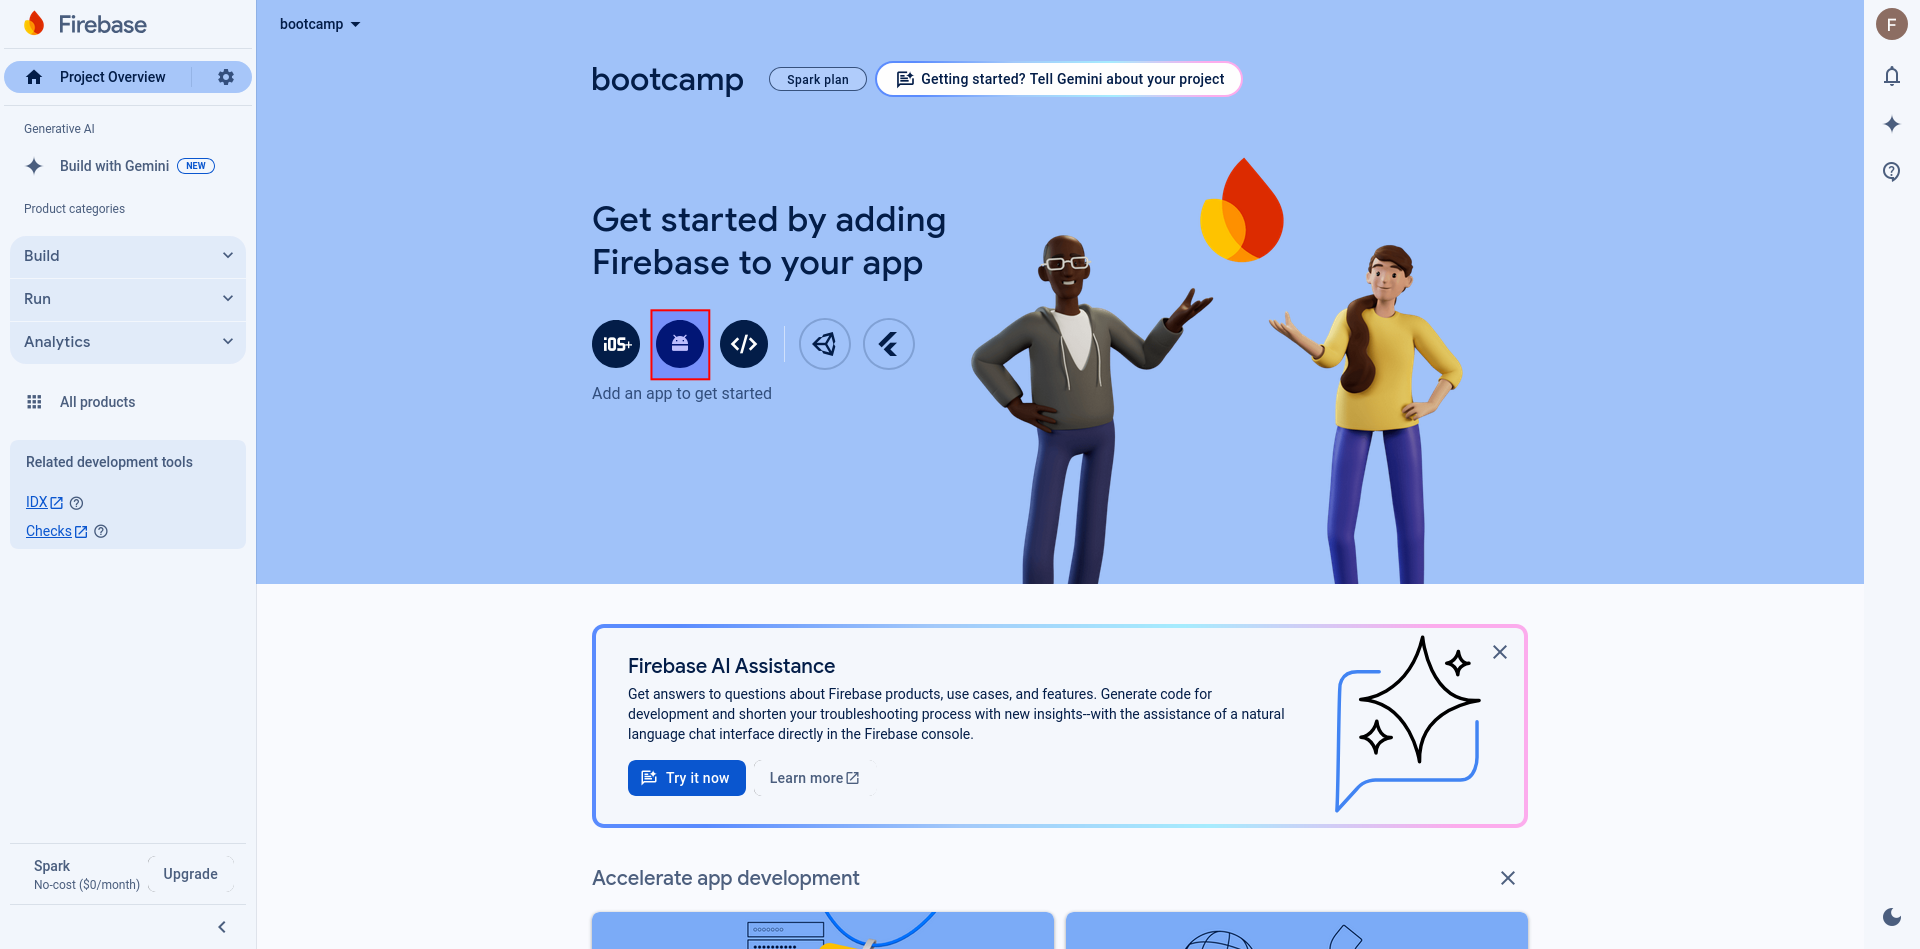 Firebase
Project Overview
Generative AI
Build with Gemini NEW
Product categories
Build
Run
Analytics
All products
Related development tools
IDX
Checks
Spark
No-cost ($0/month)
Upgrade
bootcamp
bootcamp
Spark plan
Getting started? Tell Gemini about your project
Get started by adding
Firebase to your app
iOS+
Add an app to get started
Firebase AI Assistance
Get answers to questions about Firebase products, use cases, and features. Generate code for
development and shorten your troubleshooting process with new insights--with the assistance of a natural
language chat interface directly in the Firebase console.
Try it now
Learn more
Accelerate app development
F